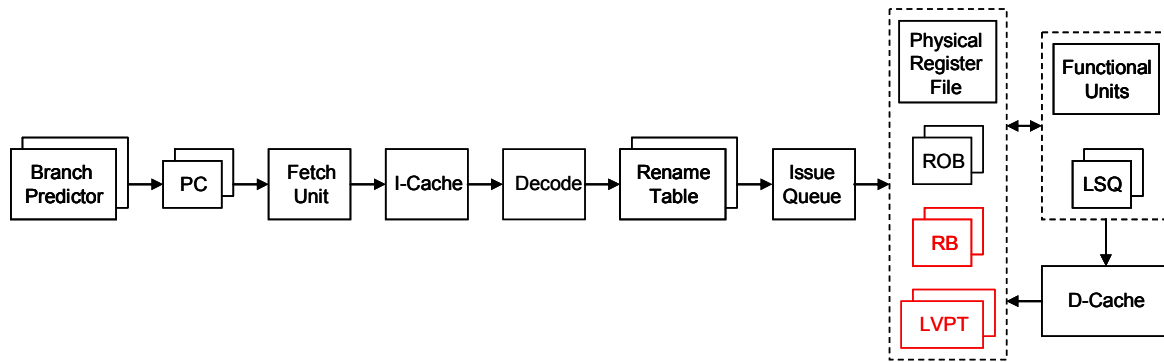 Branch
Predictor
PC
Fetch
Unit
I-Cache
Decode
Rename
Table
Issue
Queue
Physical
Register
File
ROB
RB
LVPT
Functional
Units
LSQ
D-Cache